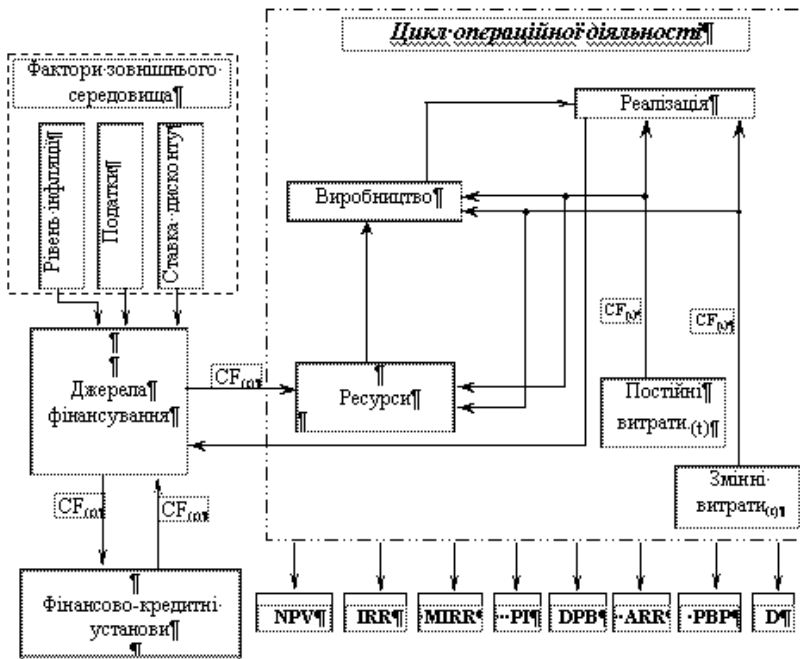 Цикл·операційної·діяльності¶
Фактори·зовнішнього·
середовища¶
Рівень·інфляції¶
Податки¶
Ставка·дисконту¶
Реалізація¶
Виробництво¶
CF(t)¶
CF(t)¶
¶
¶
Джерела¶
фінансування¶
CF(t)¶
¶
Ресурси¶
¶
Постійні¶
витрати.(t)¶
Змінні·
витрати(t)¶
CF(t)¶
CF(t)¶
¶
Фінансово-кредитні·
установи¶
¶
NPV¶
IRR¶
MIRR¶
··PI¶
DPB¶
·ARR¶
·PBP¶
D¶